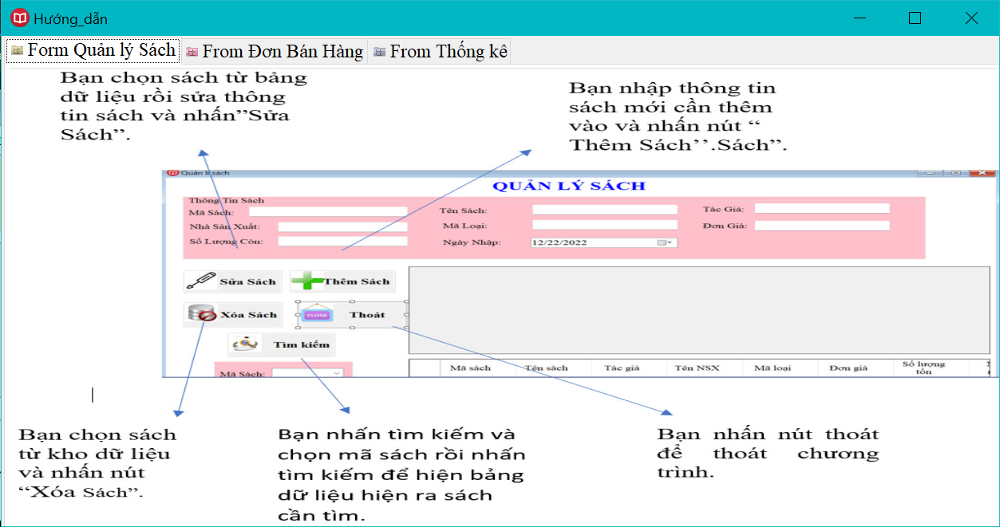 Hướng_dẫn
Form Quản lý Sách
From Đơn Bán Hàng
From Thống kê
Bạn chọn sách từ bảng
dữ liệu rồi sửa thông
tin sách và nhấn”Sửa
Sách”.
Bạn nhập thông tin
sách mới cần thêm
vào và nhấn nút “
Thêm Sách’’.Sách”.
Quản lí sách
QUẢN LÝ SÁCH
Thông Tin Sách
Mã Sách:
Tên Sách:
Tác Giả:
Nhà Sản Xuất:
Mã Loại:
Đơn Giá:
Số Lượng Còn:
Ngày Nhập:
12/22/2022
Sửa Sách
Thêm Sách
Xóa Sách
CLOSE
Thoát
Tìm kiếm
Mã Sách:
Mã sách
Tên sách
Tác giả
Tên NSX
Mã loại
Đơn giá
Số lượng
tồn
Bạn chọn sách
từ kho dữ liệu
và nhấn nút
“Xóa Sách”.
Bạn nhấn tìm kiếm và
chọn mã sách rồi nhấn
tìm kiếm để hiện bảng
dữ liệu hiện ra sách
cần tìm.
Bạn nhấn nút thoát
để thoát chương
trình.